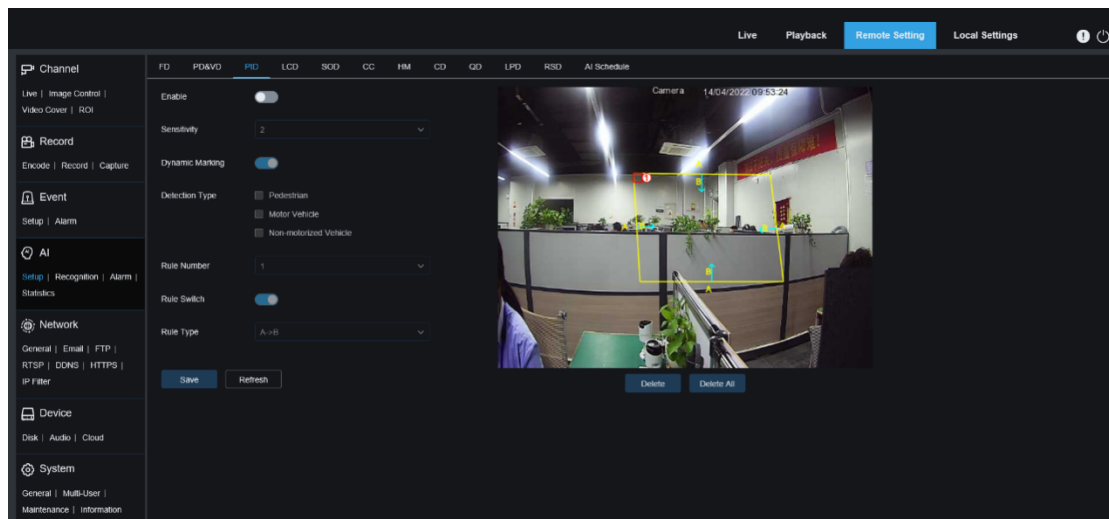 Live Playback Remote Setting Local Settings
Channel
Live | Image Control |
Video Cover | ROI
Record
Encode | Record | Capture
Event
Setup | Alarm
AI
Setup | Recognition | Alarm |
Statistics
Network
General | Email | FTP |
RTSP | DDNS | HTTPS |
IP Filter
Device
Disk | Audio | Cloud
System
General | Multi-User |
Maintenance | Information
FD PD&VD PID LCD SOD CC HM CD QD LPD RSD AI Schedule
Enable
Sensitivity 2
Dynamic Marking
Detection Type Pedestrian
Motor Vehicle
Non-motorized Vehicle
Rule Number 1
Rule Switch
Rule Type A->B
Save Refresh
Camera 14/04/2022 09:53:24
A
1 B 1
A B B A
B
A
Delete Delete All